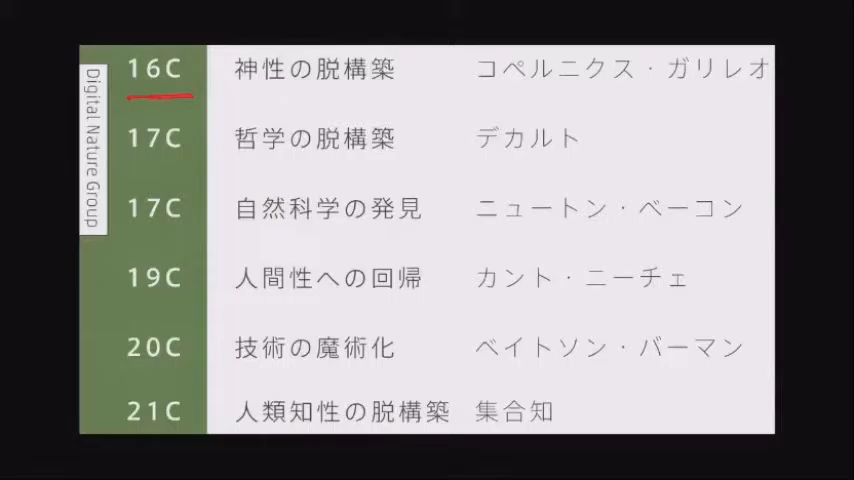 Digital Nature Group
16C 神性の脱構築 コペルニクス・ガリレオ
17C 哲学の脱構築 デカルト
17C 自然科学の発見 ニュートン・ベーコン
19C 人間性への回帰 カント・ニーチェ
20C 技術の魔術化 ベイトソン・バーマン
21C 人類知性の脱構築 集合知